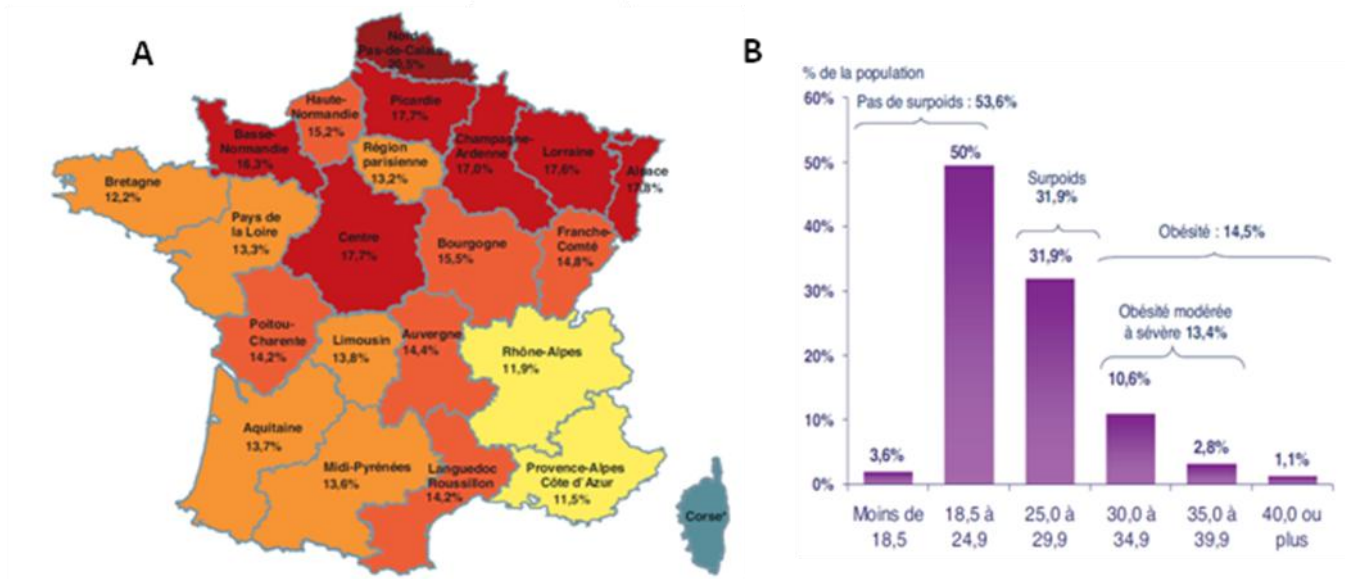 A
Nord-
Pas-de-Calais
20,5%
Haute-
Normandie
15,2%
Picardie
17,7%
Basse-
Normandie
16,3%
Région
parisienne
13,2%
Champagne-
Ardenne
17,0%
Lorraine
17,6%
Alsace
17,8%
Bretagne
12,2%
Pays de
la Loire
13,3%
Centre
17,7%
Bourgogne
15,5%
Franche-
Comté
14,8%
Poitou-
Charente
14,2%
Limousin
13,8%
Auvergne
14,4%
Rhône-Alpes
11,9%
Aquitaine
13,7%
Midi-Pyrénées
13,6%
Languedoc
Roussillon
14,2%
Provence-Alpes
Côte d'Azur
11,5%
Corse*
B
% de la population
60%
50%
40%
30%
20%
10%
0%
Pas de surpoids : 53,6%
50%
Surpoids
31,9%
31,9%
Obésité : 14,5%
Obésité modérée
à sévère 13,4%
10,6%
3,6%
2,8%
1,1%
Moins de
18,5
18,5 à
24,9
25,0 à
29,9
30,0 à
34,9
35,0 à
39,9
40,0 ou
plus